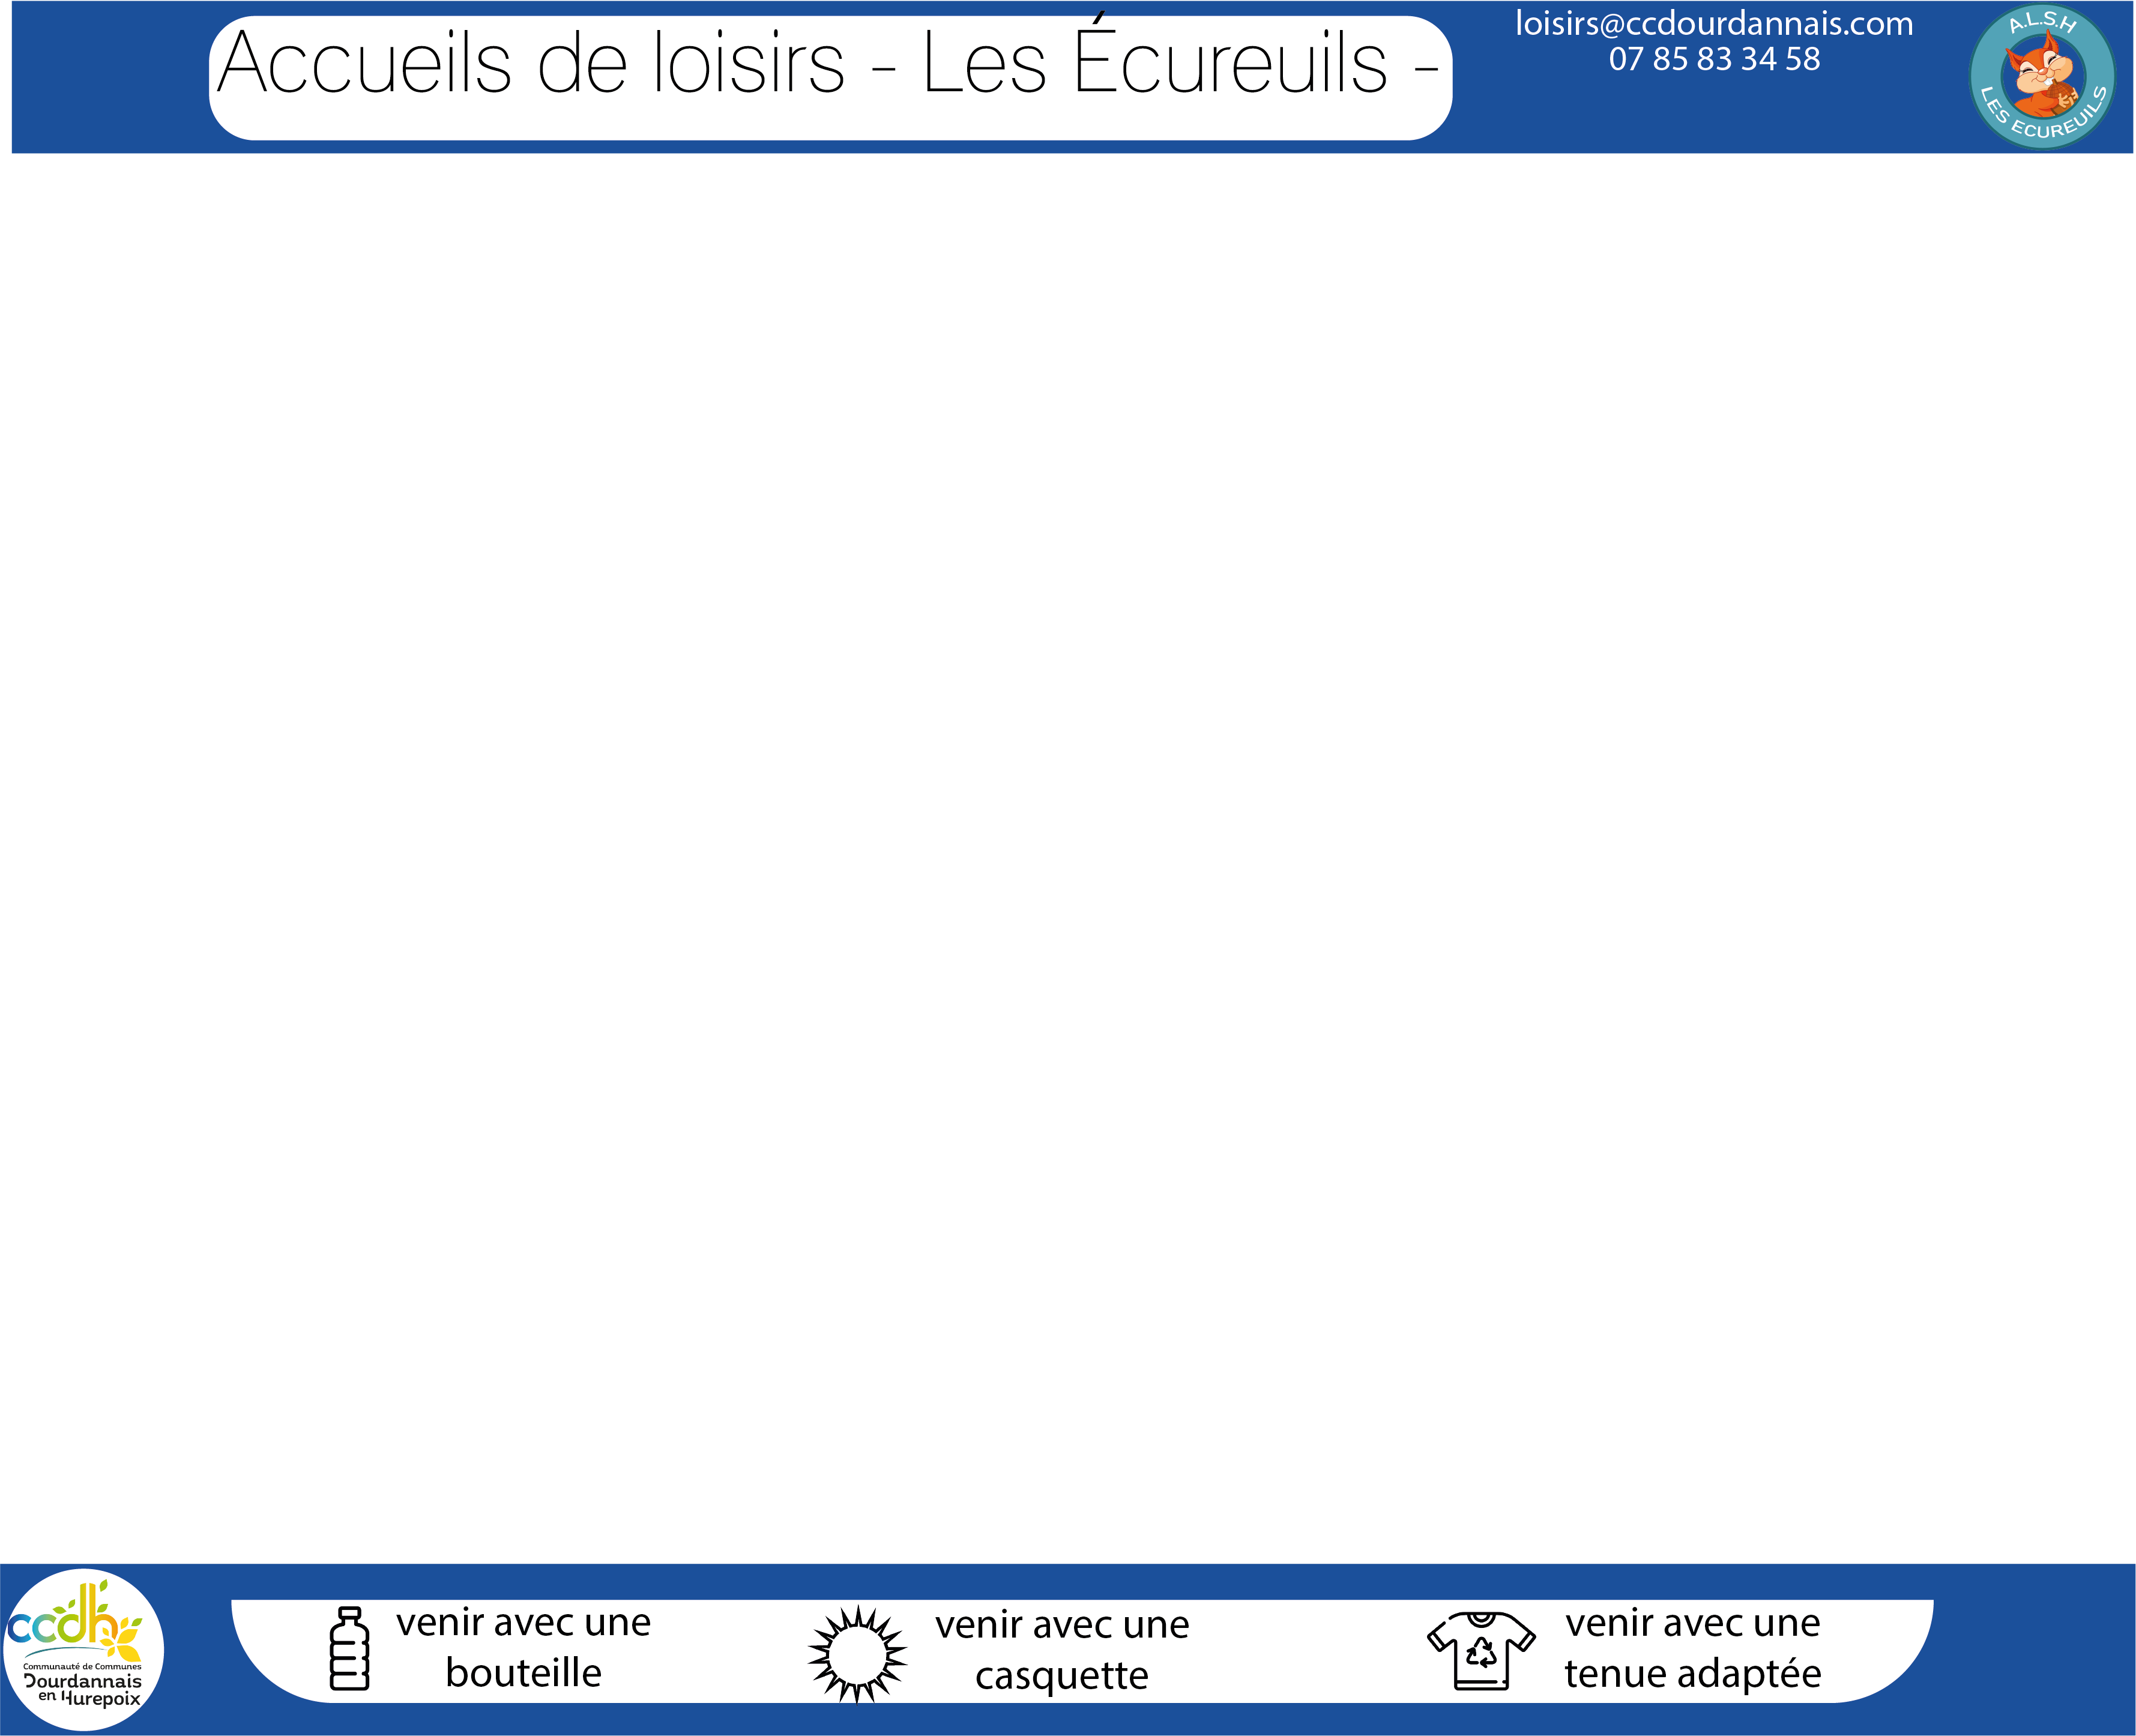 Accueils de loisirs - Les Écureuils -
loisirs@ccdourdannais.com
07 85 83 34 58
A.L.S.H
LES ECUREUILS
ccdh
Communauté de Communes
Dourdannais
en Hurepoix
venir avec une
bouteille
venir avec une
casquette
venir avec une
tenue adaptée